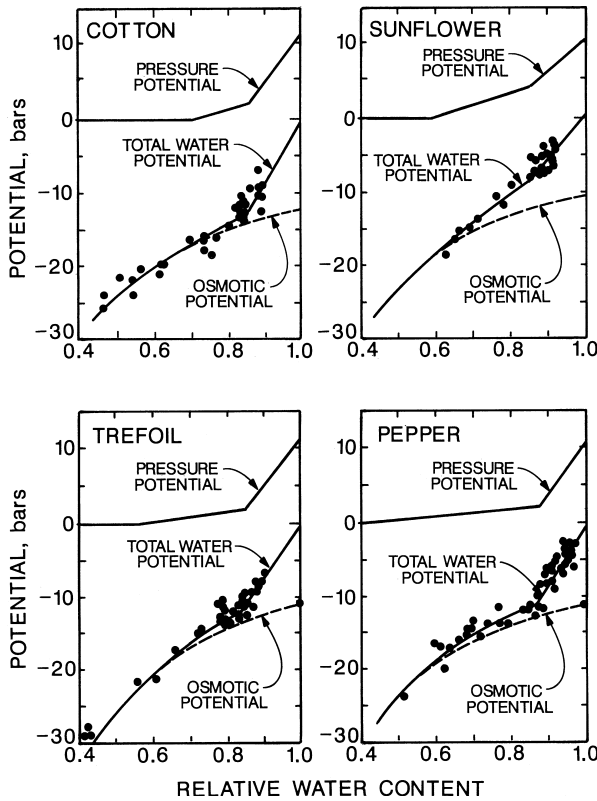 COTTON
10
PRESSURE
POTENTIAL
0
TOTAL WATER
POTENTIAL
−10
−20
OSMOTIC
POTENTIAL
−30
0.4
0.6
0.8
1.0
POTENTIAL, bars
SUNFLOWER
10
PRESSURE
POTENTIAL
0
TOTAL WATER
POTENTIAL
−10
−20
OSMOTIC
POTENTIAL
−30
0.4
0.6
0.8
1.0
TREFOIL
10
PRESSURE
POTENTIAL
0
TOTAL WATER
POTENTIAL
−10
−20
OSMOTIC
POTENTIAL
−30
0.4
0.6
0.8
1.0
POTENTIAL, bars
PEPPER
10
PRESSURE
POTENTIAL
0
TOTAL WATER
POTENTIAL
−10
−20
OSMOTIC
POTENTIAL
−30
0.4
0.6
0.8
1.0
RELATIVE WATER CONTENT